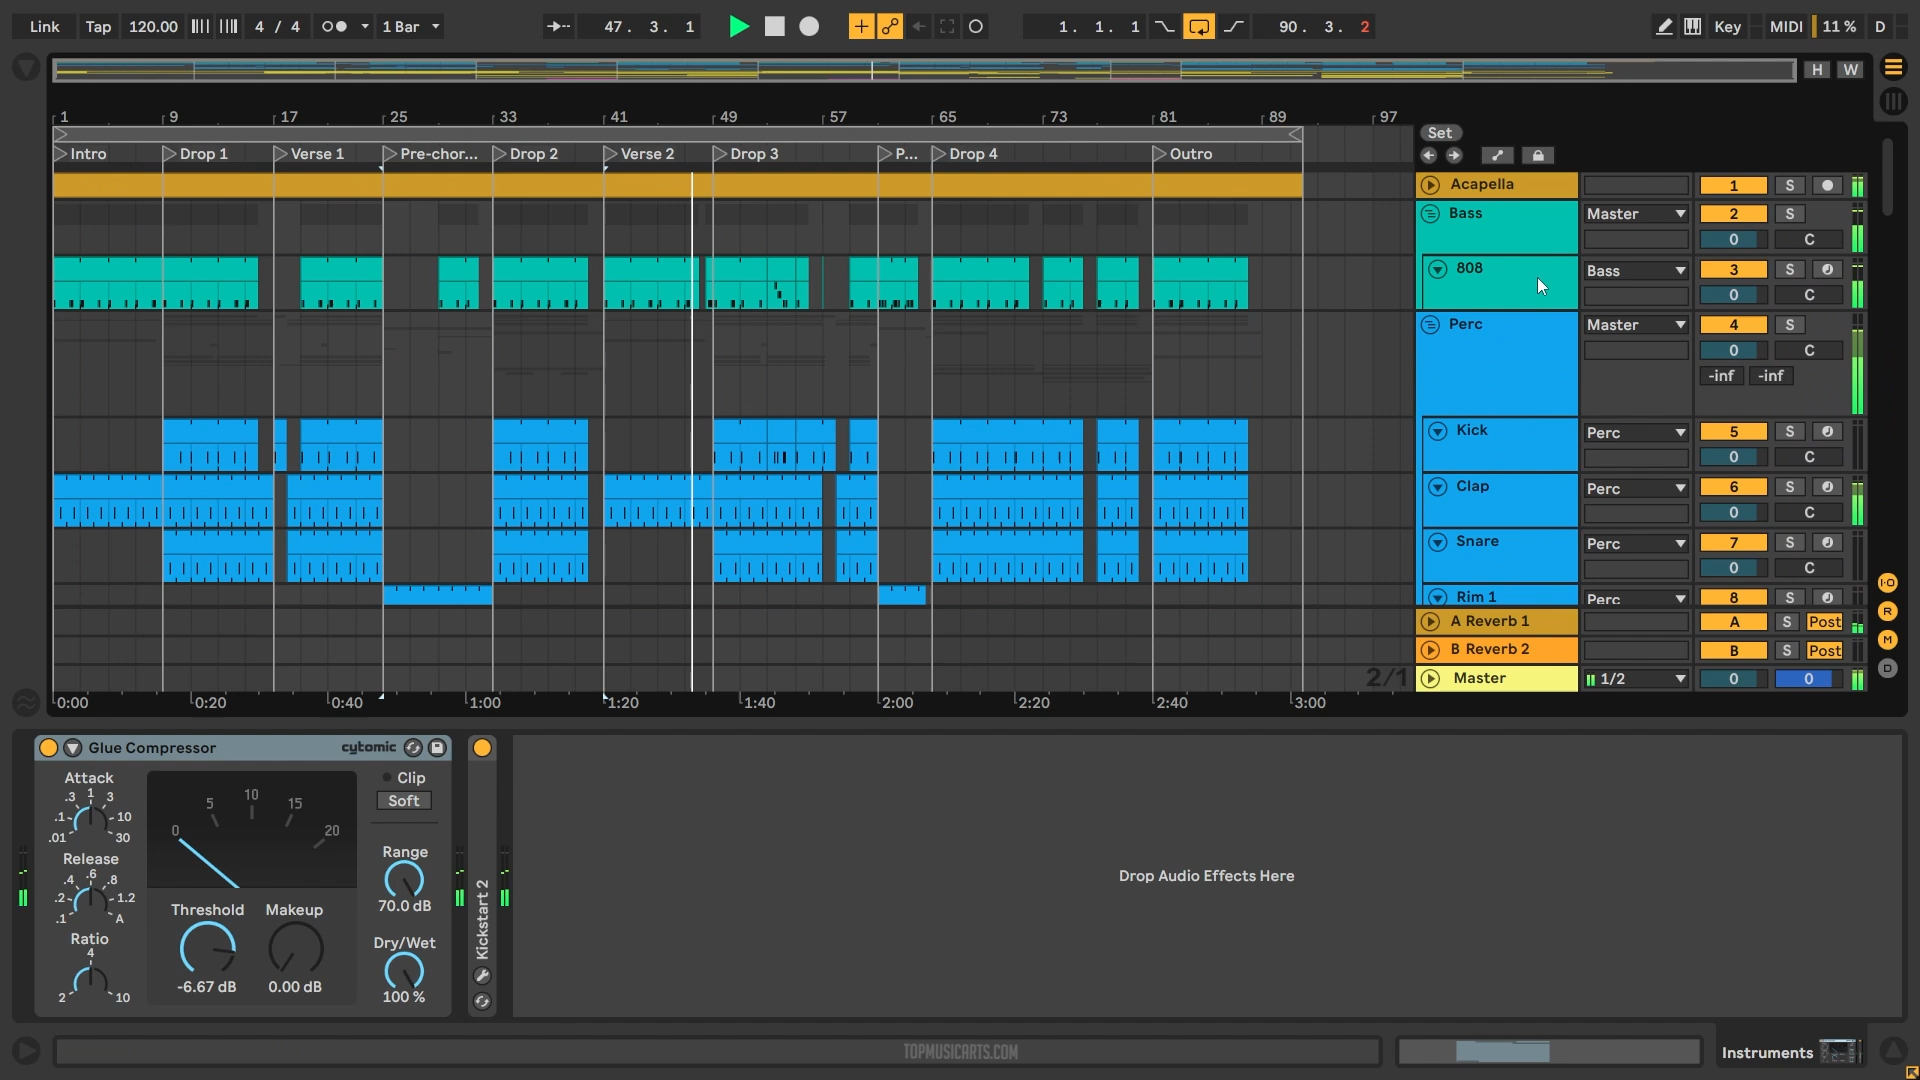 Link Tap 120.00 4 / 4 1 Bar 47. 3. 1 1. 1. 1 90. 3. 2 Key MIDI 11 % D
H W
1 9 17 25 33 41 49 57 65 73 81 89 97
Set
Intro Drop 1 Verse 1 Pre-chor... Drop 2 Verse 2 Drop 3 P... Drop 4 Outro
Acapella 1 S
Bass Master 2 S
0 C
808 Bass 3 S
0 C
Perc Master 4 S
0 C
-inf -inf
Kick Perc 5 S
0 C
Clap Perc 6 S
0 C
Snare Perc 7 S
0 C
Rim 1 Perc 8 S
A Reverb 1 A S Post
B Reverb 2 B S Post
2/1 Master 1/2 0 0
I·O
R
M
D
0:00 0:20 0:40 1:00 1:20 1:40 2:00 2:20 2:40 3:00
Glue Compressor cytomic
Attack
.01 .1 .3 1 3 10 30
Release
.1 .2 .4 .6 .8 1.2 A
Ratio
2 4 10
0 5 10 15 20
Threshold Makeup
-6.67 dB 0.00 dB
Clip
Soft
Range
70.0 dB
Dry/Wet
100 %
Kickstart 2
Drop Audio Effects Here
TOPMUSICARTS.COM
Instruments